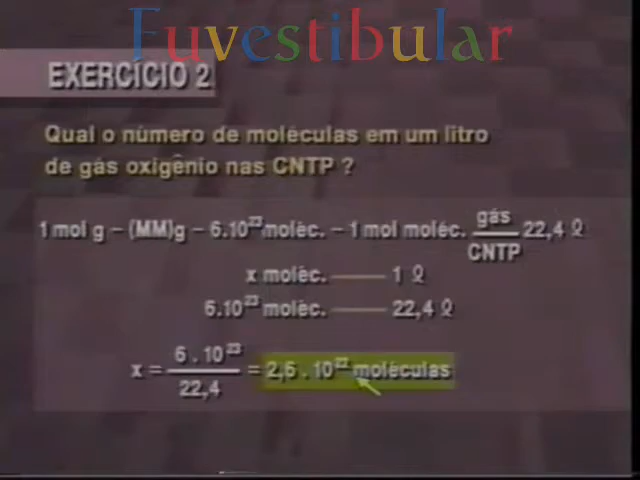 Fuvestibular
EXERCÍCIO 2
Qual o número de moléculas em um litro
de gás oxigênio nas CNTP ?
1 mol g – (MM)g – 6.10²³ moléc. – 1 mol moléc. gás/CNTP 22,4 ℓ
x moléc. —— 1 ℓ
6.10²³ moléc. —— 22,4 ℓ
x = 6 . 10²³/22,4 = 2,6 . 10²² moléculas